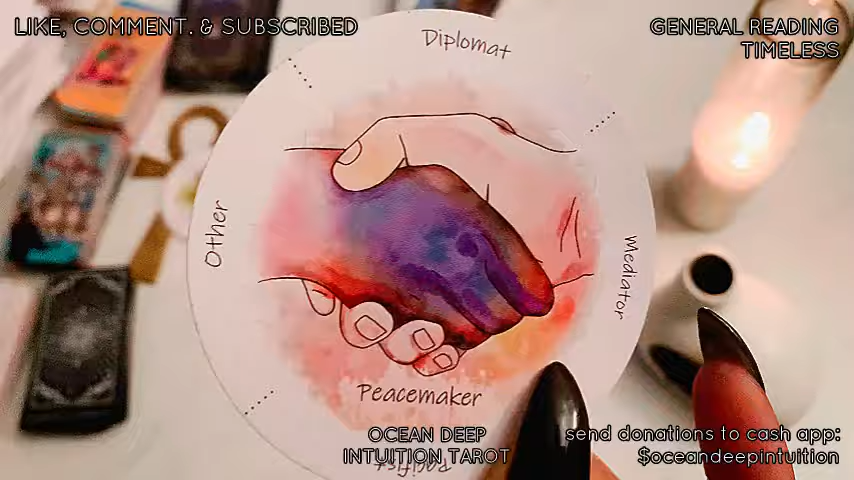 LIKE, COMMENT. & SUBSCRIBED
GENERAL READING
TIMELESS
Diplomat
Other
Mediator
Peacemaker
OCEAN DEEP
INTUITION TAROT
Pacifist
send donations to cash app:
$oceandeepintuition